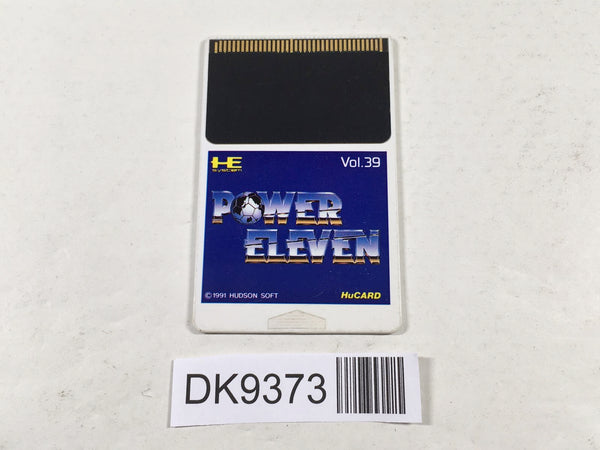 HE
system
Vol.39
POWER
ELEVEN
©1991 HUDSON SOFT
HuCARD
DK9373